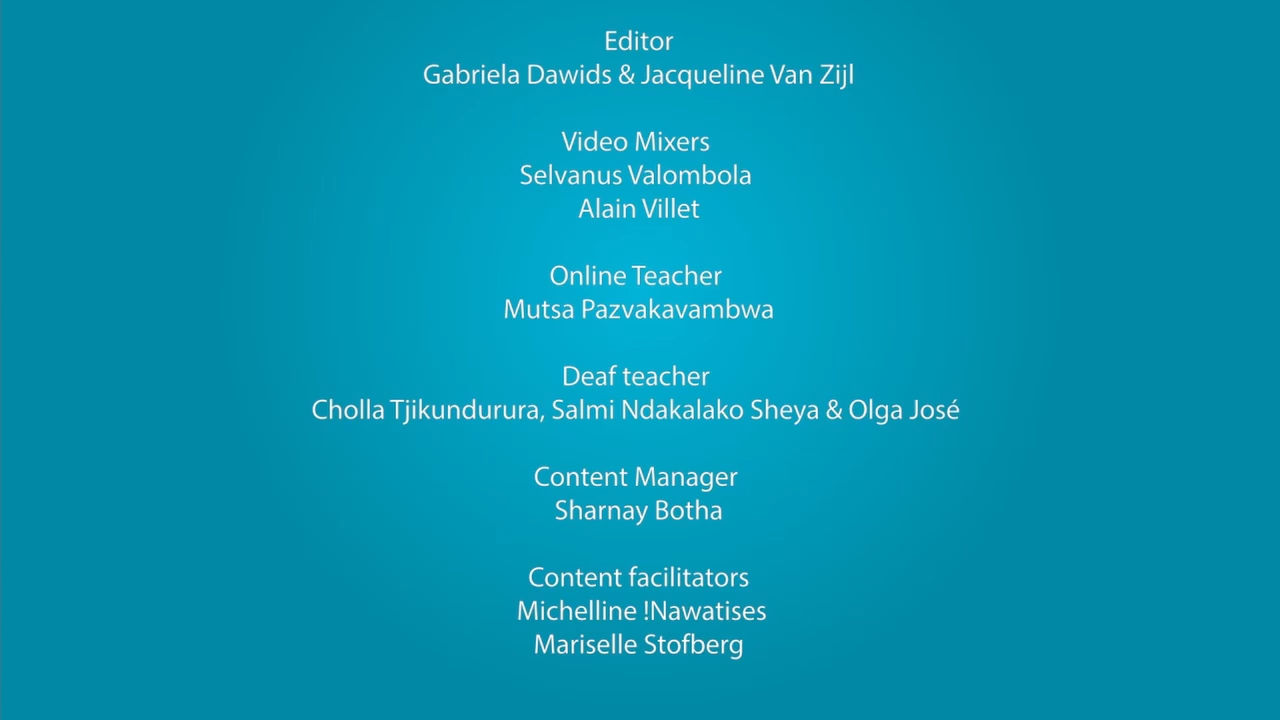 Editor
Gabriela Dawids & Jacqueline Van Zijl
Video Mixers
Selvanus Valombola
Alain Villet
Online Teacher
Mutsa Pazvakavambwa
Deaf teacher
Cholla Tjikundurura, Salmi Ndakalako Sheya & Olga José
Content Manager
Sharnay Botha
Content facilitators
Michelline !Nawatises
Mariselle Stofberg